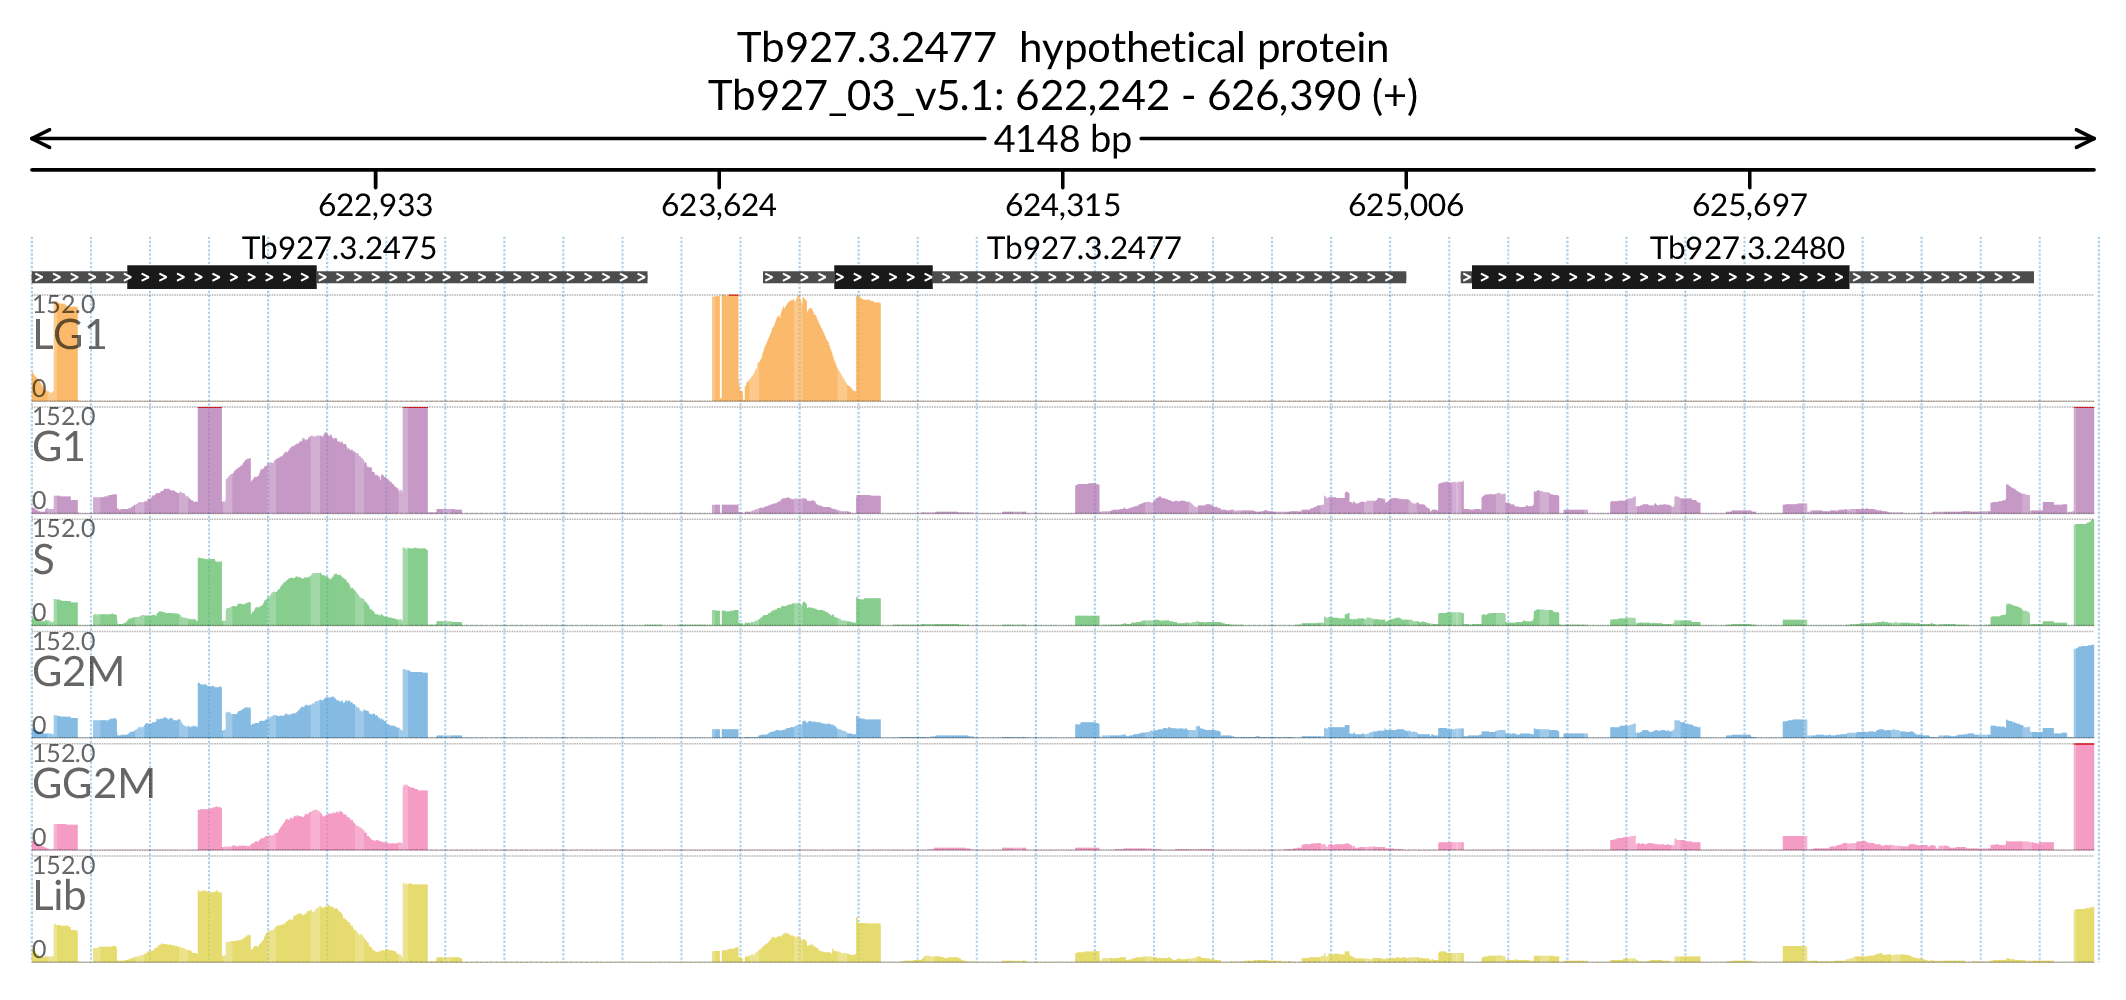 Tb927.3.2477 hypothetical protein
Tb927_03_v5.1: 622,242 - 626,390 (+)
4148 bp
622,933 623,624 624,315 625,006 625,697
Tb927.3.2475 Tb927.3.2477 Tb927.3.2480
152.0
LG1
0
152.0
G1
0
152.0
S
0
152.0
G2M
0
152.0
GG2M
0
152.0
Lib
0